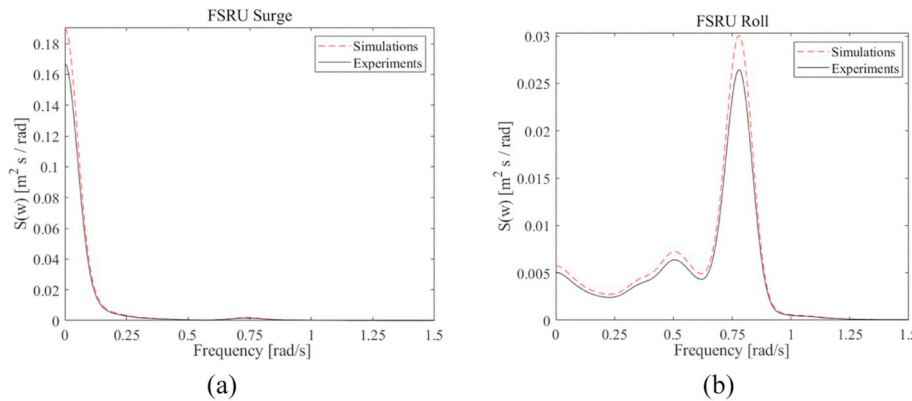 FSRU Surge
0.18
0.16
0.14
0.12
0.1
0.08
0.06
0.04
0.02
0
S(w) [m² s / rad]
Simulations
Experiments
0 0.25 0.5 0.75 1 1.25 1.5
Frequency [rad/s]
(a)
FSRU Roll
0.03
0.025
0.02
0.015
0.01
0.005
0
S(w) [m² s / rad]
Simulations
Experiments
0 0.25 0.5 0.75 1 1.25 1.5
Frequency [rad/s]
(b)